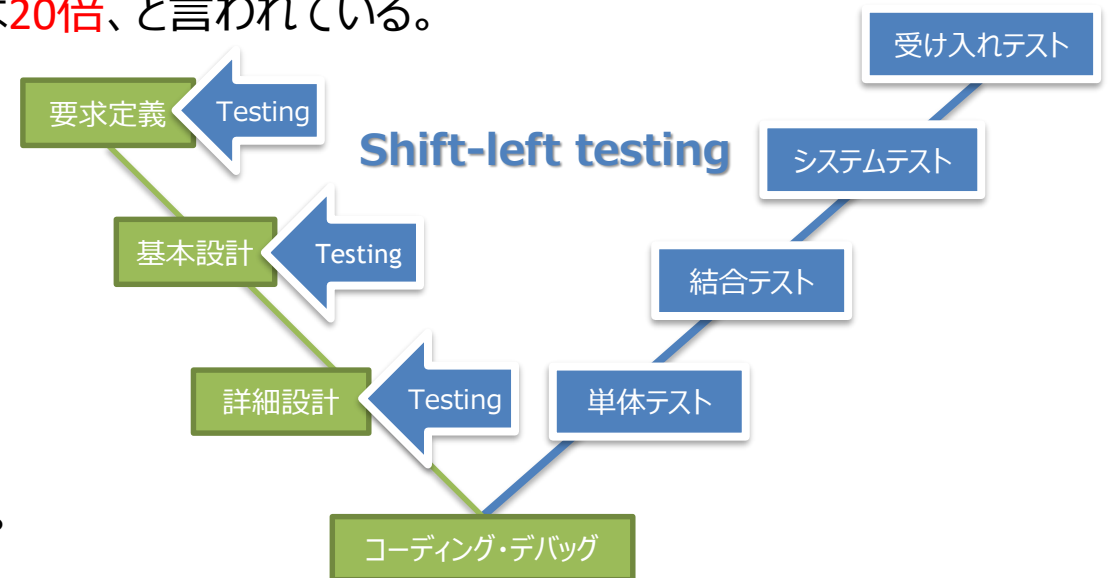 は20倍、と言われている。
受け入れテスト
要求定義
Testing
Shift-left testing
システムテスト
基本設計
Testing
結合テスト
詳細設計
Testing
単体テスト
。
コーディング・デバッグ